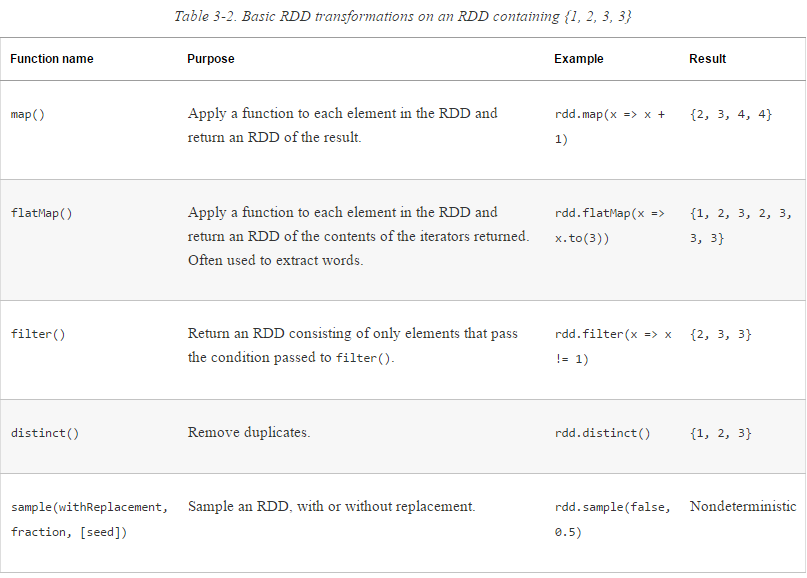 Table 3-2. Basic RDD transformations on an RDD containing {1, 2, 3, 3}
Function name Purpose Example Result
map() Apply a function to each element in the RDD and rdd.map(x => x + {2, 3, 4, 4}
return an RDD of the result. 1)
flatMap() Apply a function to each element in the RDD and rdd.flatMap(x => {1, 2, 3, 2, 3,
return an RDD of the contents of the iterators returned. x.to(3)) 3, 3}
Often used to extract words.
filter() Return an RDD consisting of only elements that pass rdd.filter(x => x {2, 3, 3}
the condition passed to filter(). != 1)
distinct() Remove duplicates. rdd.distinct() {1, 2, 3}
sample(withReplacement, Sample an RDD, with or without replacement. rdd.sample(false, Nondeterministic
fraction, [seed]) 0.5)